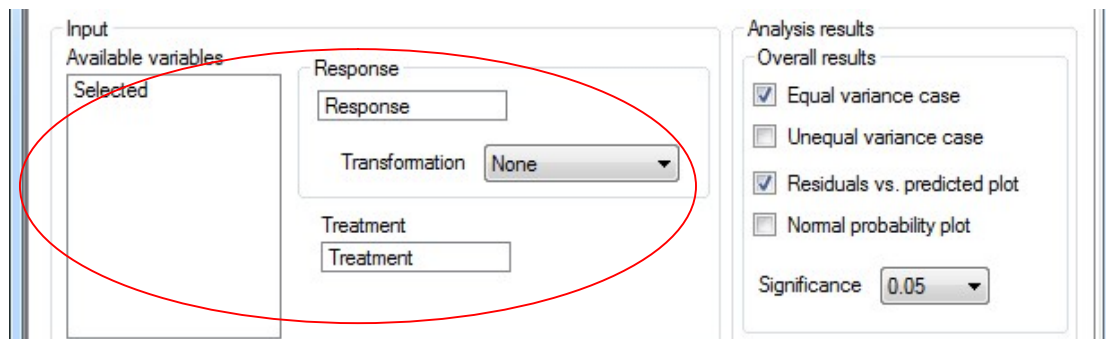 Input
Available variables
Selected
Response
Response
Transformation None
Treatment
Treatment
Analysis results
Overall results
Equal variance case
Unequal variance case
Residuals vs. predicted plot
Normal probability plot
Significance 0.05